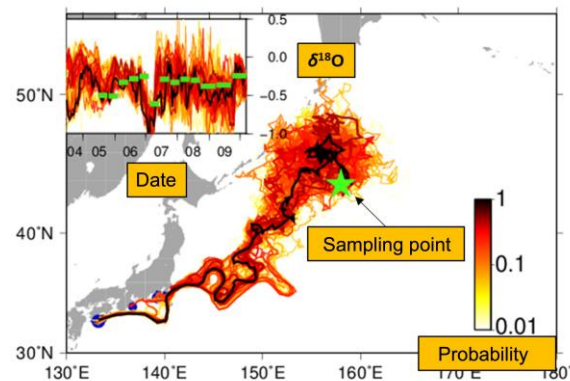 0.5
0.0
−0.5
−1.0
04 05 06 07 08 09
δ18O
Date
50˚N
40˚N
30˚N
Sampling point
1
0.1
0.01
Probability
130˚E 140˚E 150˚E 160˚E 170˚E 180˚